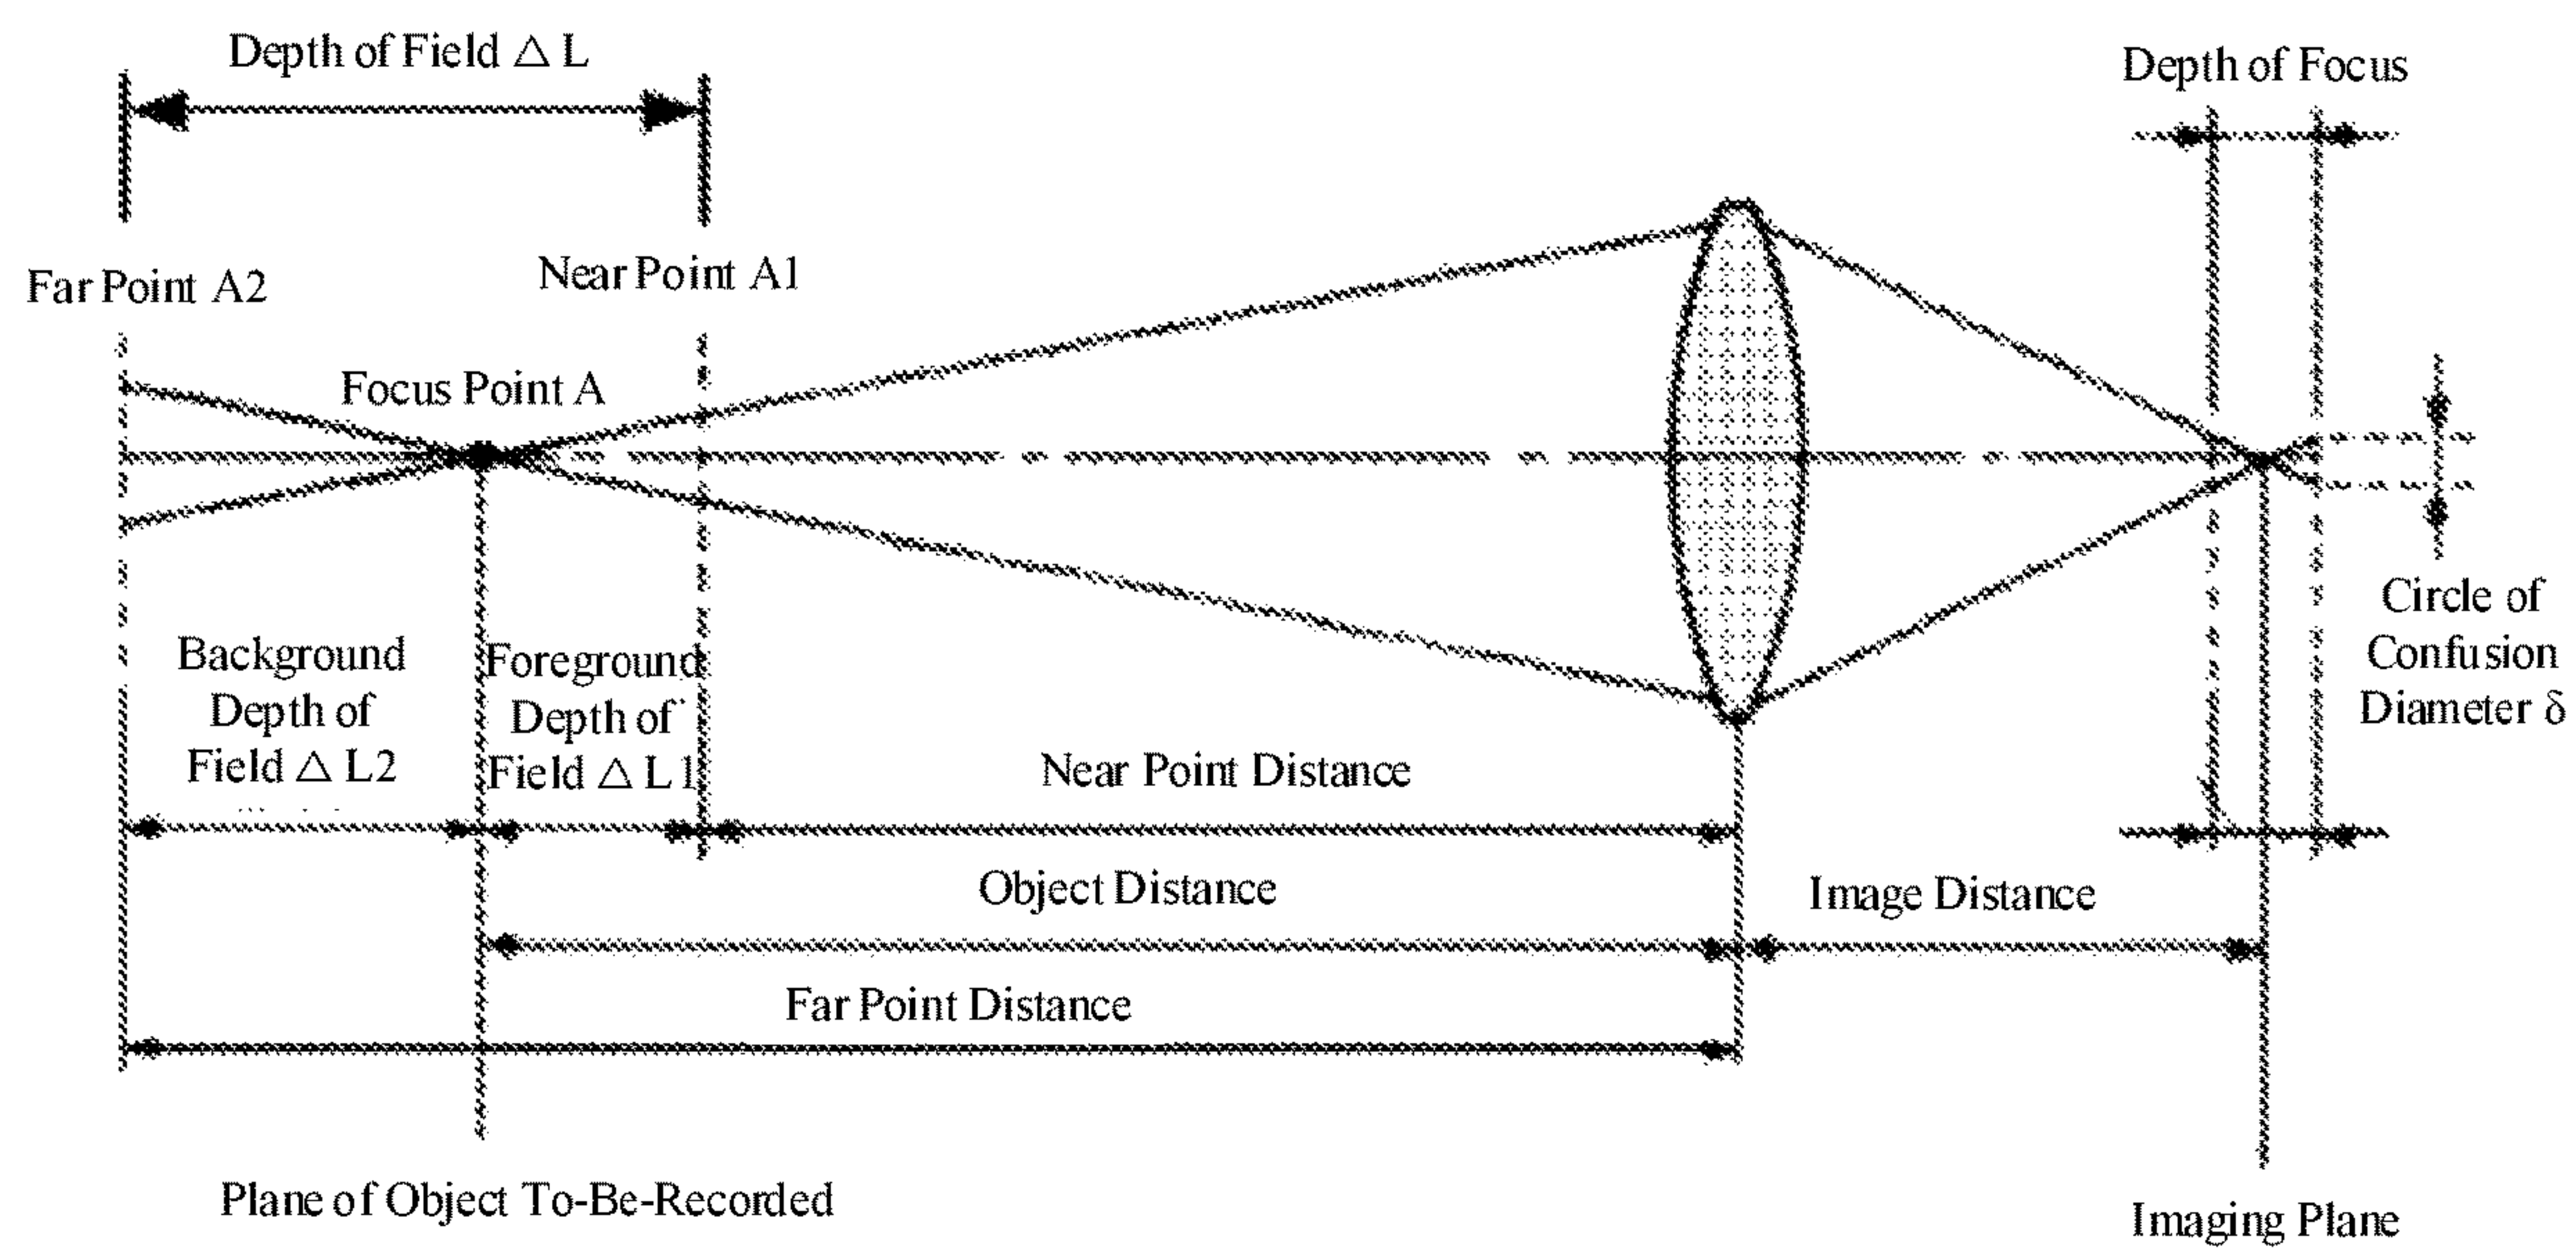 Depth of Field △ L
Depth of Focus
Far Point A2
Near Point A1
Focus Point A
Circle of
Confusion
Diameter δ
Background
Depth of
Field △ L2
Foreground
Depth of
Field △ L1
Near Point Distance
Object Distance
Image Distance
Far Point Distance
Plane of Object To-Be-Recorded
Imaging Plane